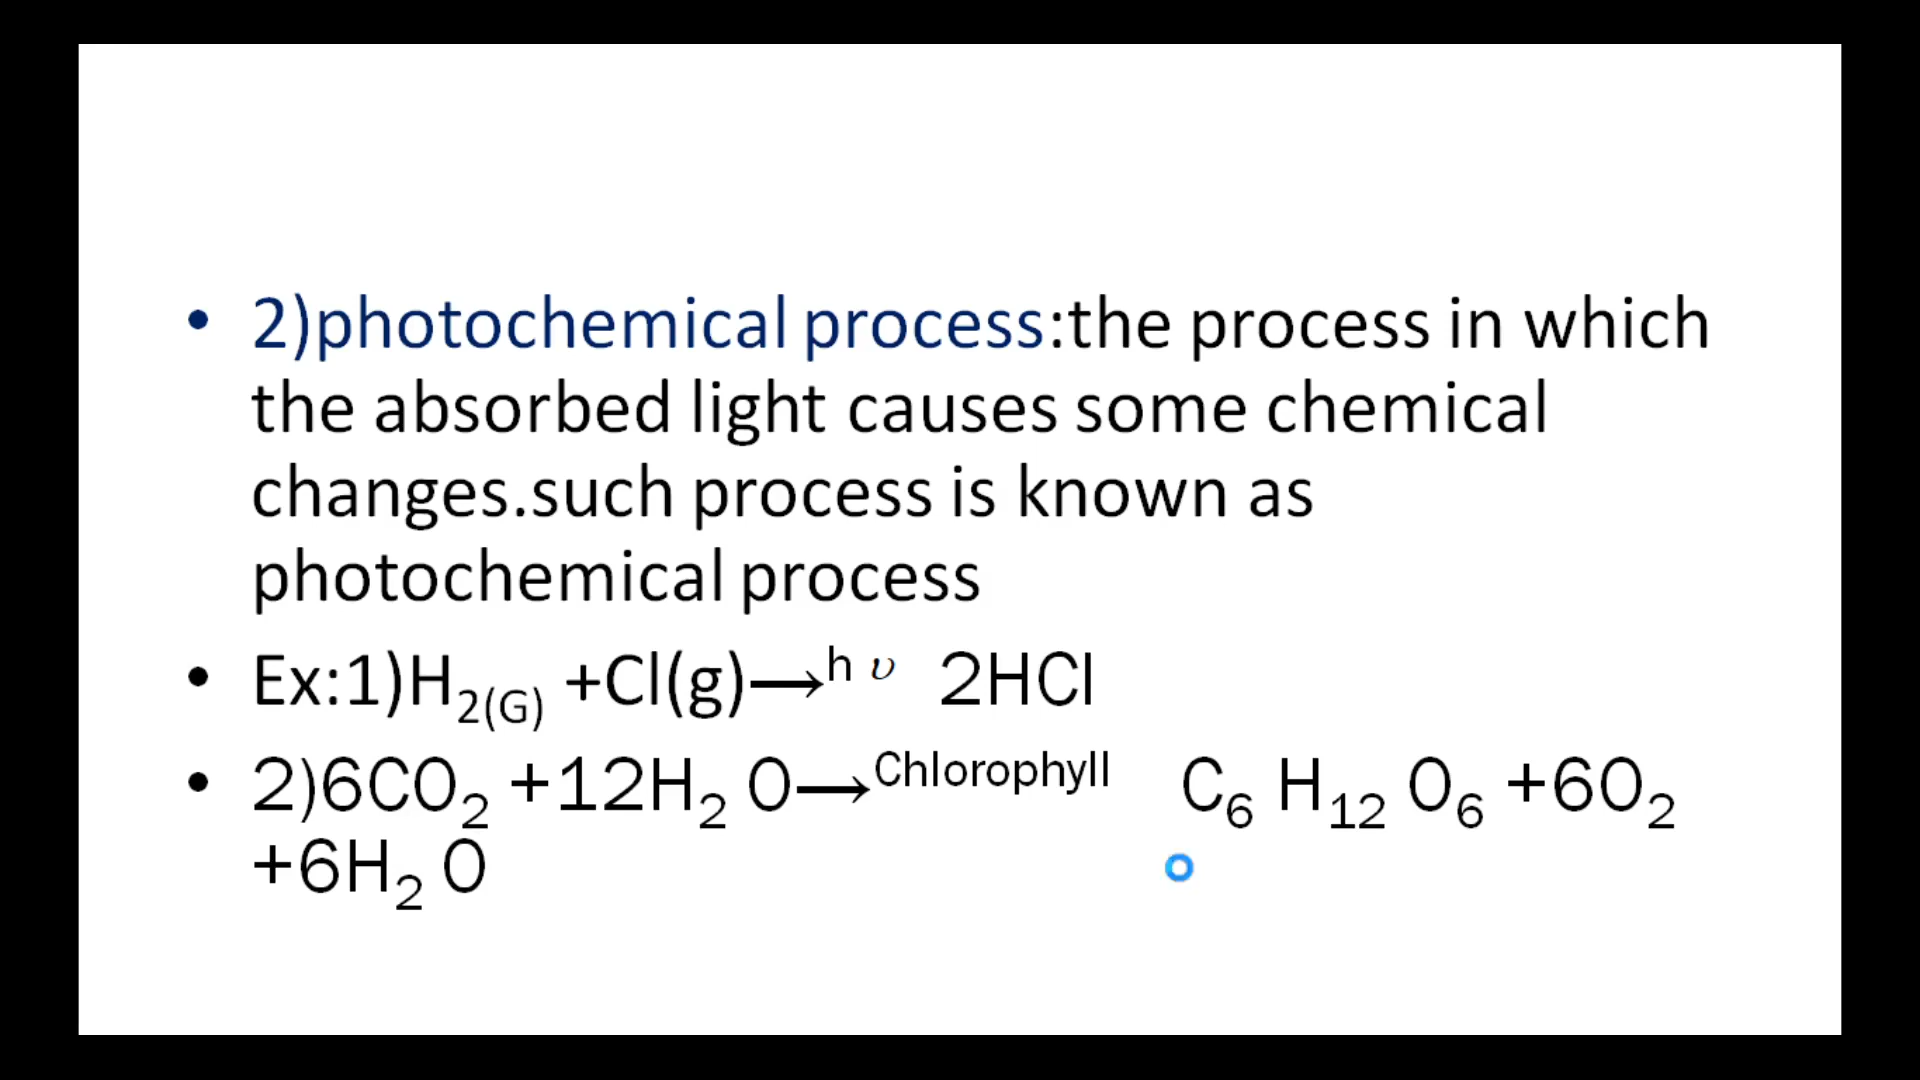 • 2)photochemical process:the process in which
the absorbed light causes some chemical
changes.such process is known as
photochemical process
• Ex:1)H₂₍G₎ +Cl(g)→ʰ ᶹ 2HCl
• 2)6CO₂ +12H₂ O→Chlorophyll C₆ H₁₂ O₆ +6O₂
+6H₂ O